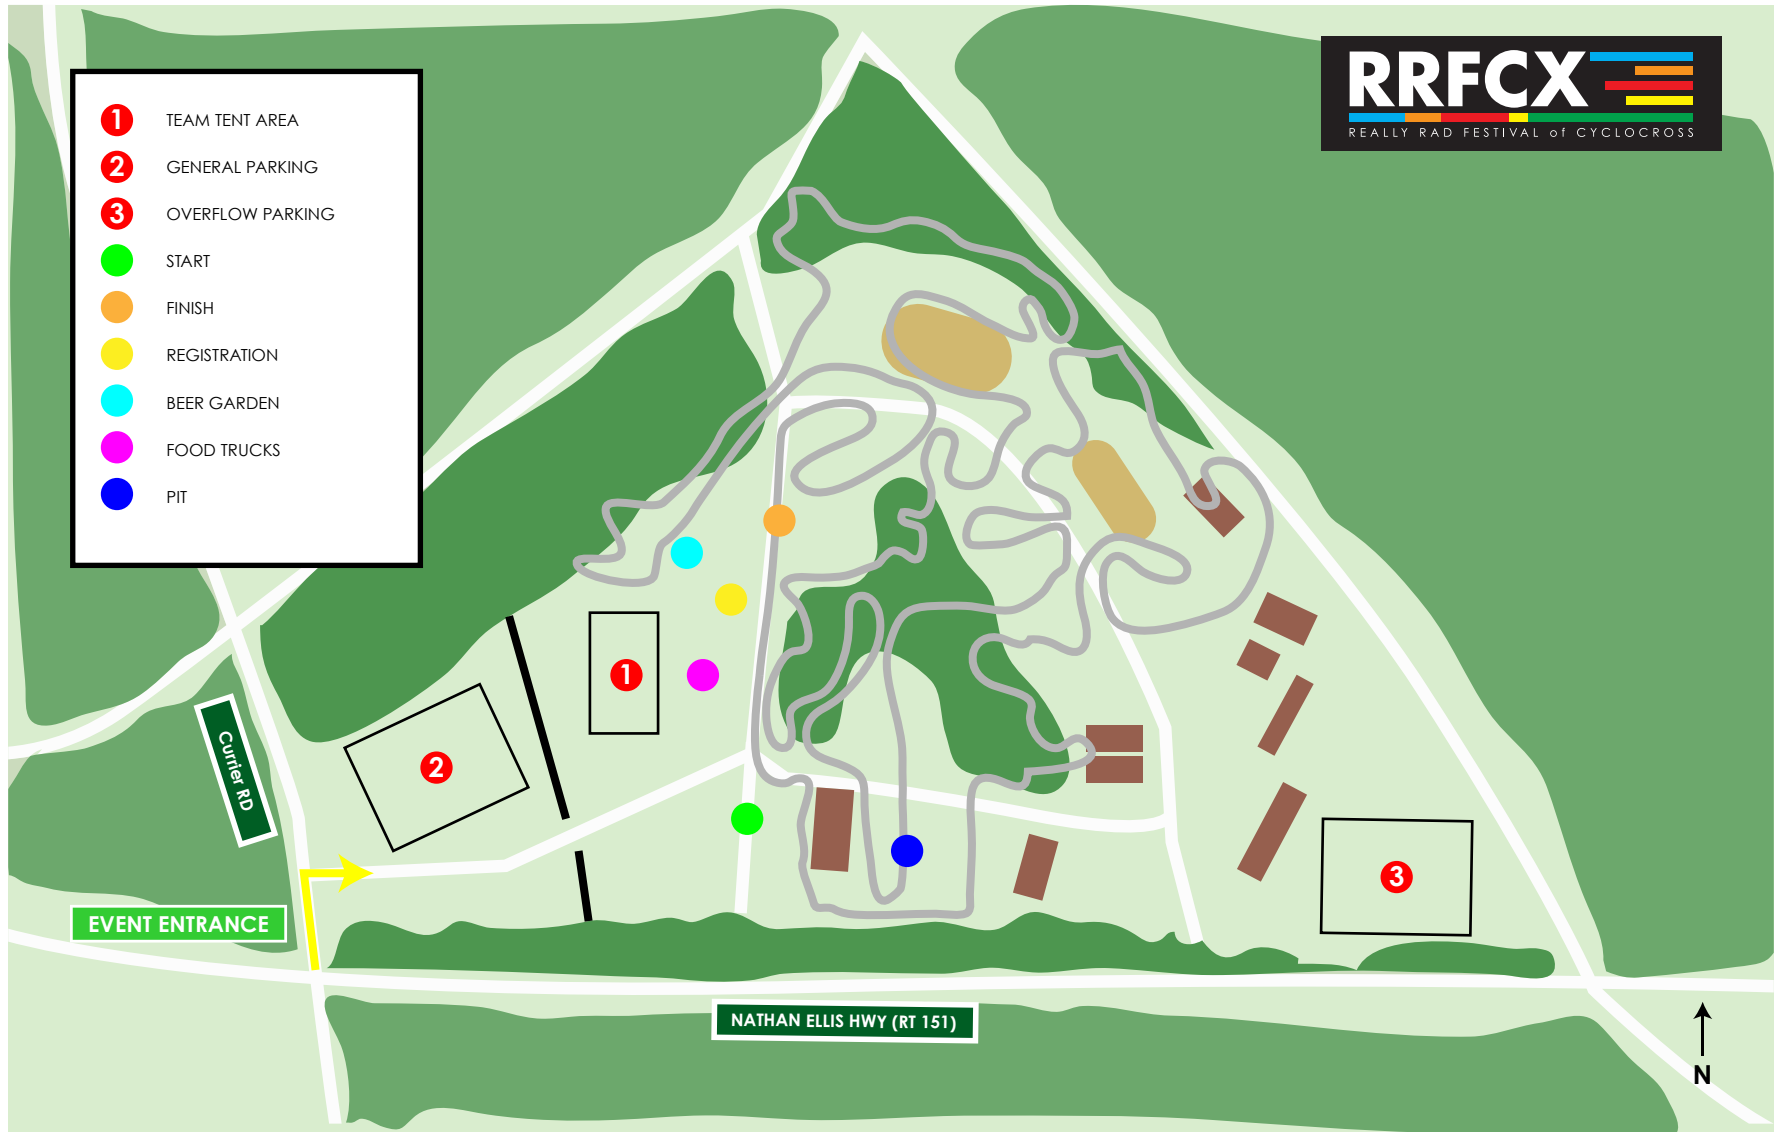 RRFCX
REALLY RAD FESTIVAL of CYCLOCROSS
1 TEAM TENT AREA
2 GENERAL PARKING
3 OVERFLOW PARKING
START
FINISH
REGISTRATION
BEER GARDEN
FOOD TRUCKS
PIT
1
2
Currier RD
3
EVENT ENTRANCE
NATHAN ELLIS HWY (RT 151)
N